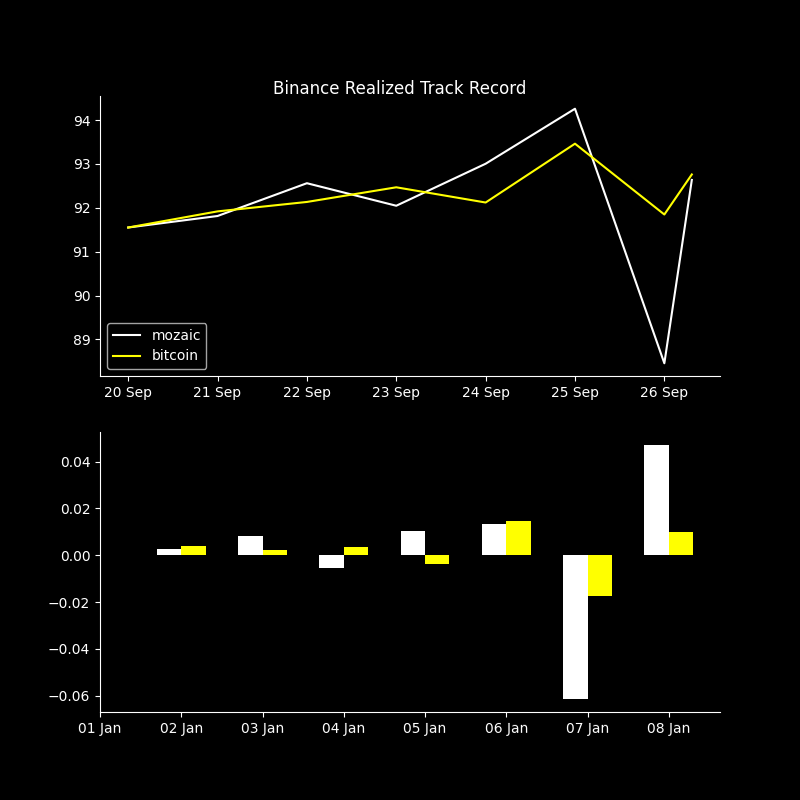 Binance Realized Track Record
94
93
92
91
90
89
mozaic
bitcoin
20 Sep 21 Sep 22 Sep 23 Sep 24 Sep 25 Sep 26 Sep
0.04
0.02
0.00
−0.02
−0.04
−0.06
01 Jan 02 Jan 03 Jan 04 Jan 05 Jan 06 Jan 07 Jan 08 Jan